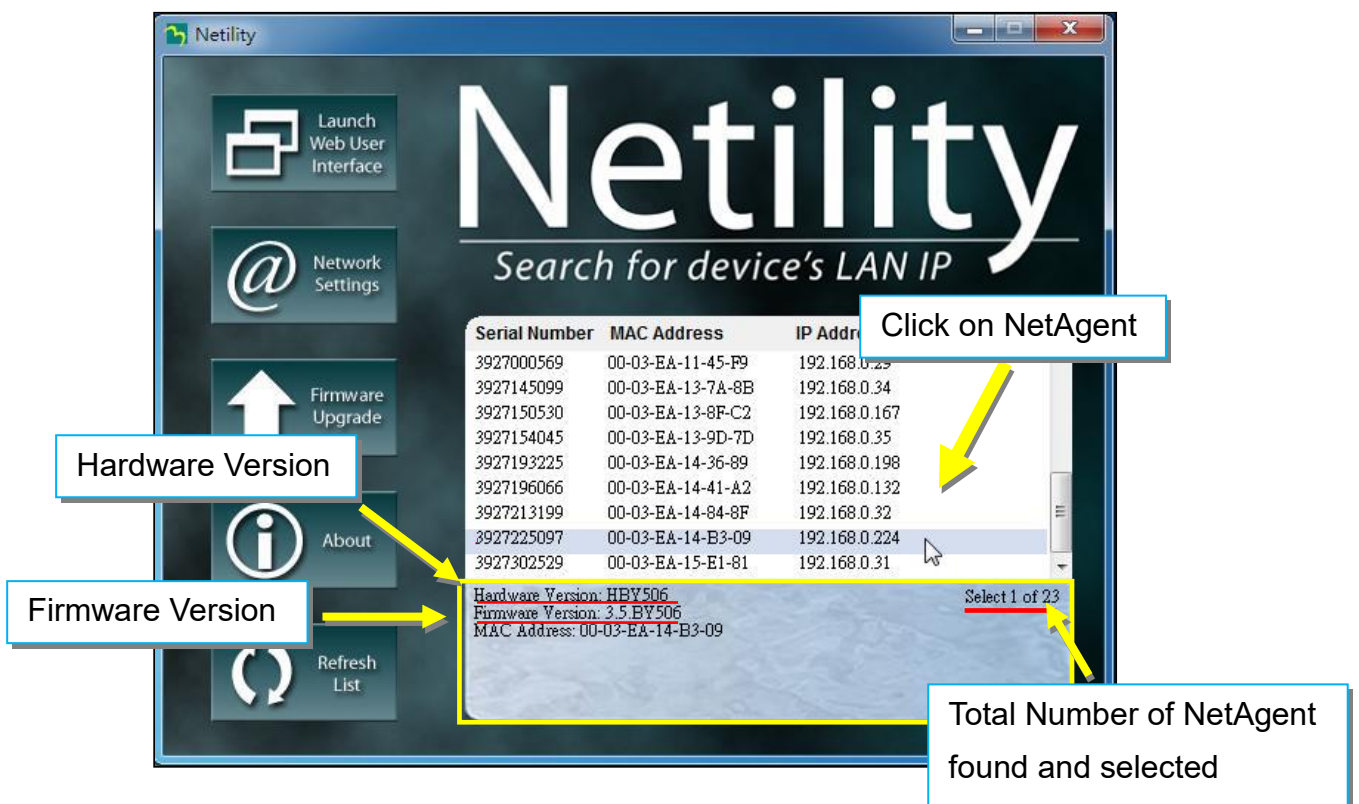 Netility
Launch
Web User
Interface
Network
Settings
Firmware
Upgrade
About
Refresh
List
Netility
Search for device's LAN IP
Click on NetAgent
Serial Number MAC Address IP Addre
3927000569 00-03-EA-11-45-F9 192.168.0.29
3927145099 00-03-EA-13-7A-8B 192.168.0.34
3927150530 00-03-EA-13-8F-C2 192.168.0.167
3927154045 00-03-EA-13-9D-7D 192.168.0.35
3927193225 00-03-EA-14-36-89 192.168.0.198
3927196066 00-03-EA-14-41-A2 192.168.0.132
3927213199 00-03-EA-14-84-8F 192.168.0.32
3927225097 00-03-EA-14-B3-09 192.168.0.224
3927302529 00-03-EA-15-E1-81 192.168.0.31
Hardware Version
Firmware Version
Hardware Version: HBY506
Select 1 of 23
Firmware Version: 3.5.BY506
MAC Address: 00-03-EA-14-B3-09
Total Number of NetAgent
found and selected